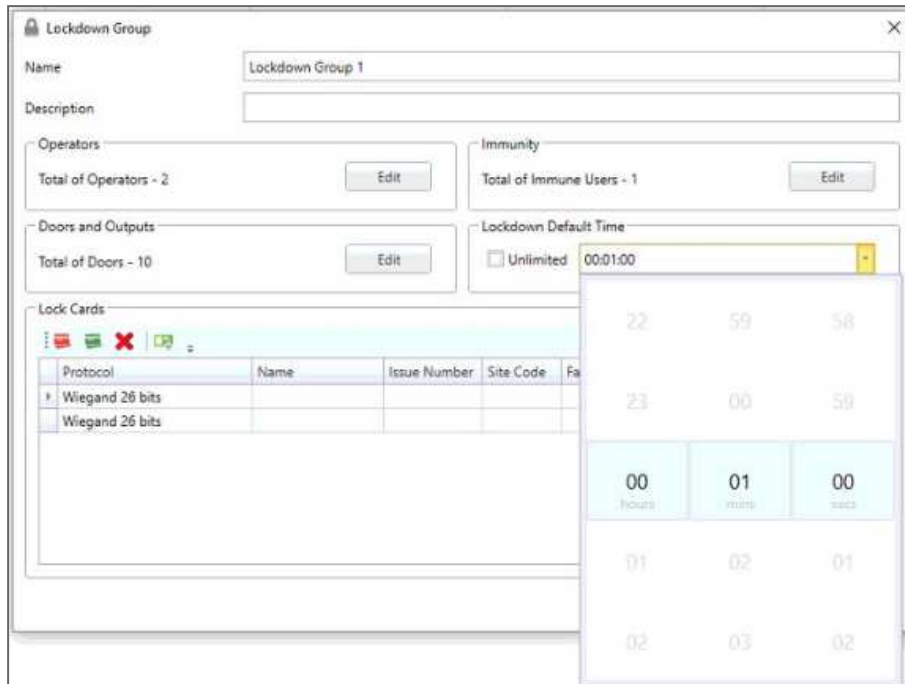 Lockdown Group
Name
Lockdown Group 1
Description
Operators
Total of Operators - 2
Edit
Immunity
Total of Immune Users - 1
Edit
Doors and Outputs
Total of Doors - 10
Edit
Lockdown Default Time
Unlimited 00:01:00
Lock Cards
Protocol Name Issue Number Site Code Fa
Wiegand 26 bits
Wiegand 26 bits
22 59 58
23 00 59
00 01 00
hours mins secs
01 02 01
02 03 02